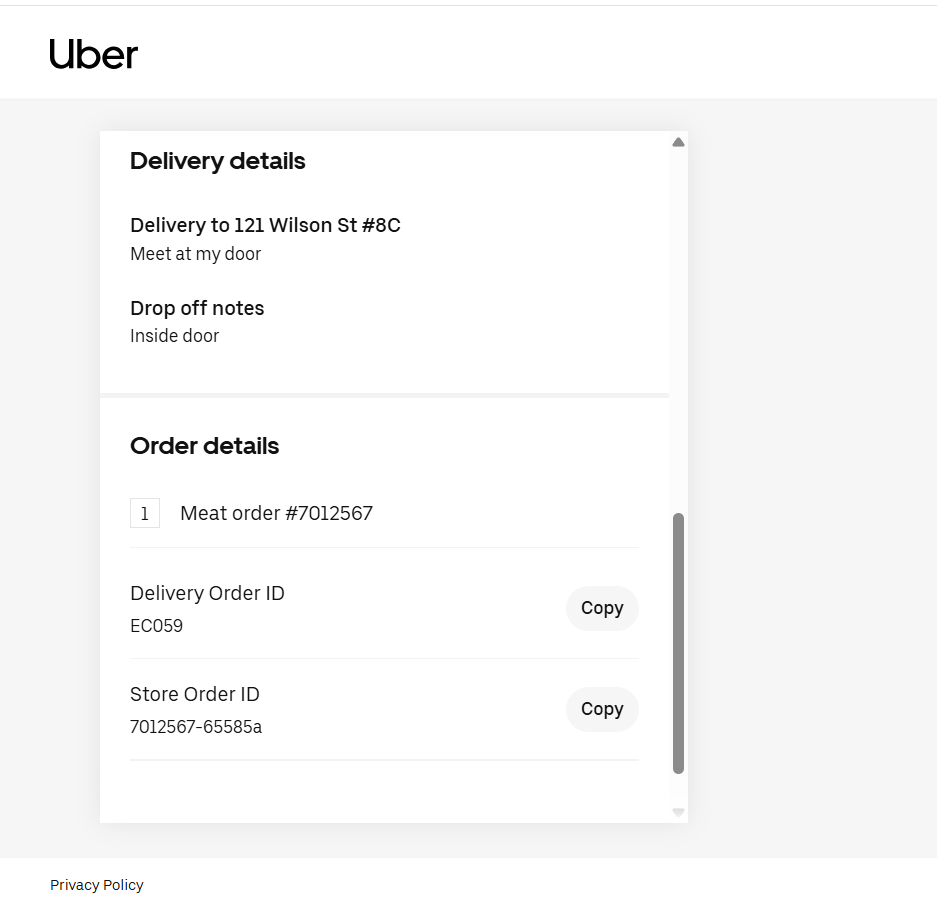 Uber
Delivery details
Delivery to 121 Wilson St #8C
Meet at my door
Drop off notes
Inside door
Order details
1 Meat order #7012567
Delivery Order ID
EC059
Copy
Store Order ID
7012567-65585a
Copy
Privacy Policy